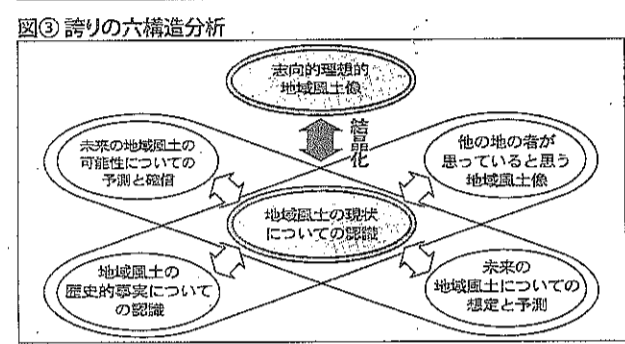 図③ 誇りの六構造分析
志向的理想的
地域風土像
結晶化
未来の地域風土の
可能性についての
予測と確信
他の地の者が
思っていると思う
地域風土像
地域風土の現状
についての認識
地域風土の
歴史的事実について
の認識
未来の
地域風土についての
想定と予測